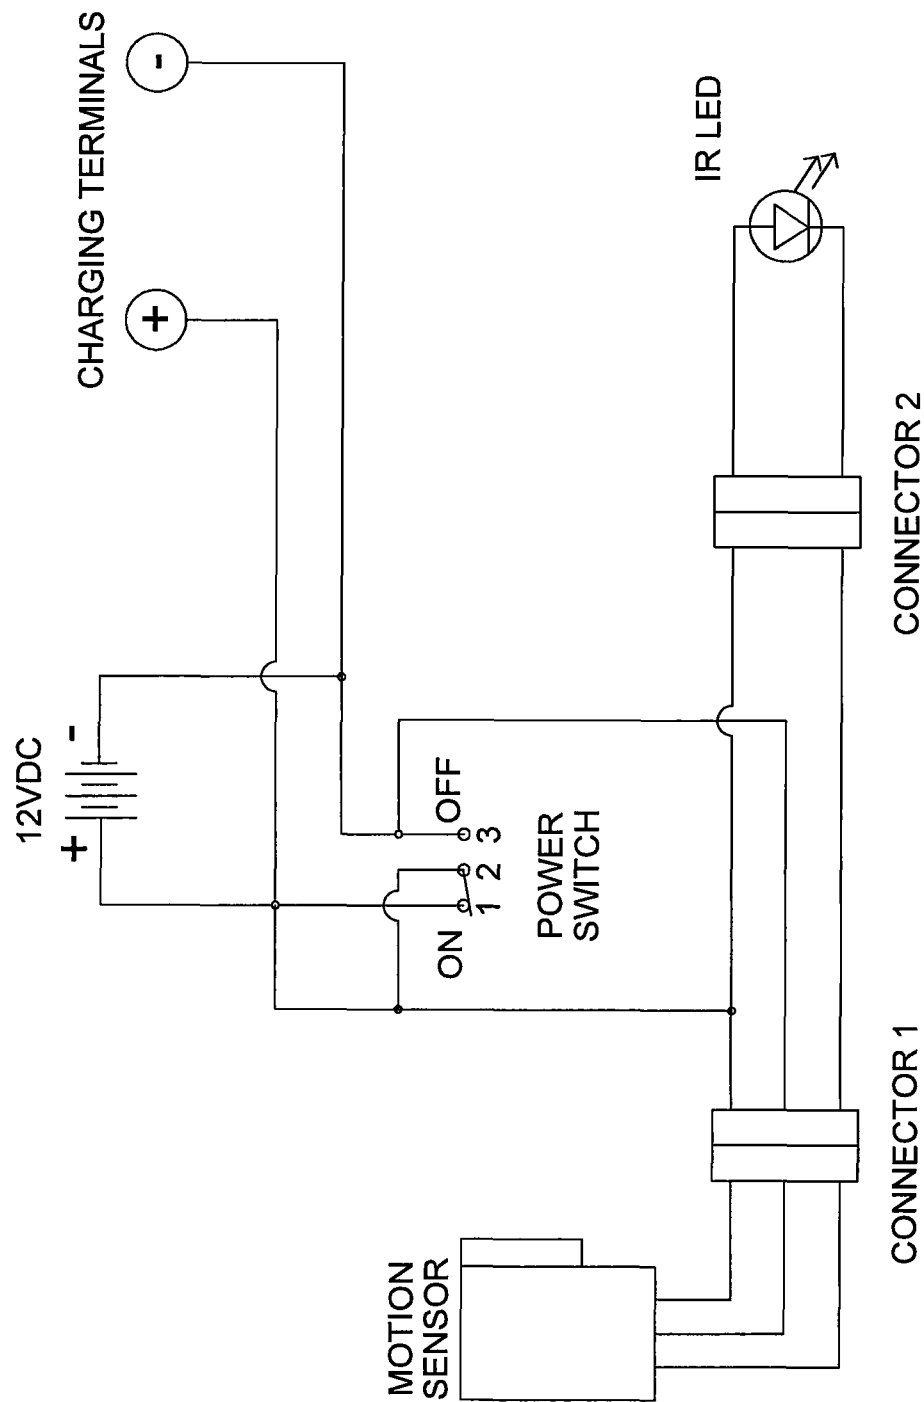 12VDC
+
-
CHARGING TERMINALS
+
-
ON
OFF
1
2
3
POWER
SWITCH
MOTION
SENSOR
IR LED
CONNECTOR 1
CONNECTOR 2